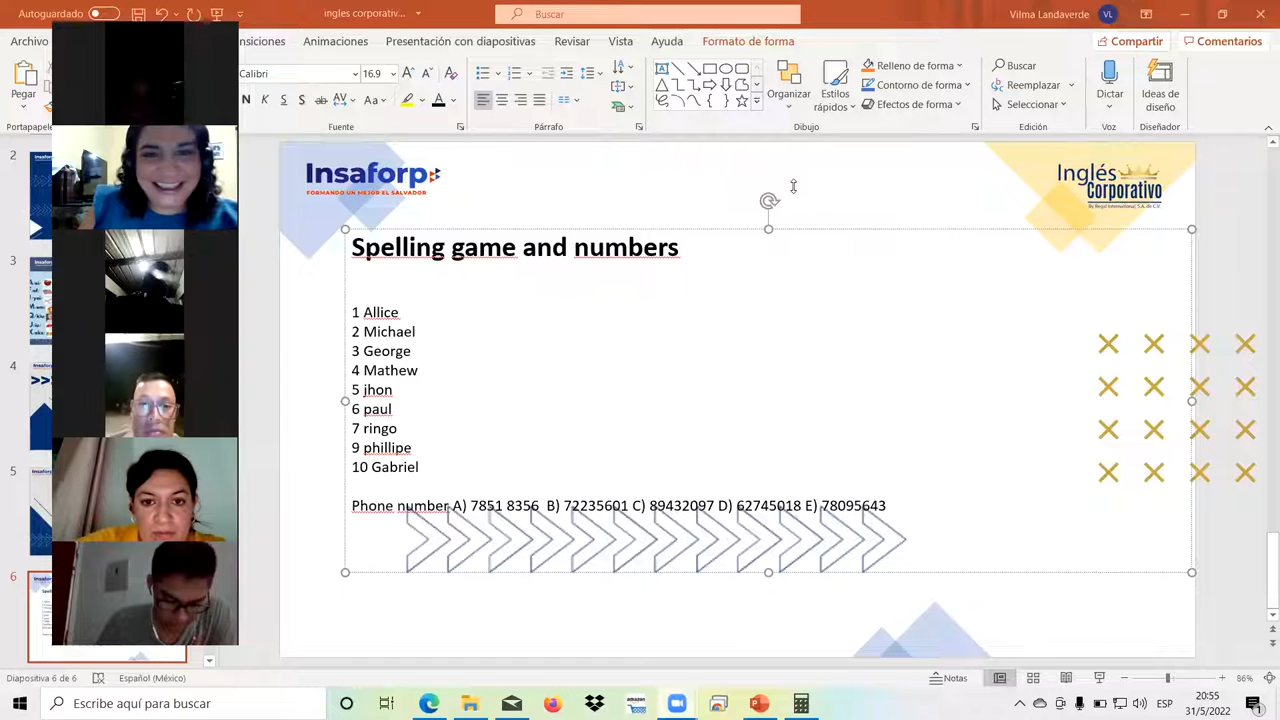 Autoguardado
Buscar
Vilma Landaverde
VL
Archivo
nsiciones
Animaciones
Presentación con diapositivas
Revisar
Vista
Ayuda
Formato de forma
Compartir
Comentarios
Pegar
Calibri
16.9
N
K
S
S
Aa
Organizar
Estilos
rápidos
Relleno de forma
Contorno de forma
Efectos de forma
Buscar
Reemplazar
Seleccionar
Dictar
Ideas de
diseño
Portapape
Fuente
Párrafo
Dibujo
Edición
Voz
Diseñador
2
5
6
Insaforp
FORMANDO UN MEJOR EL SALVADOR
Inglés
Corporativo
Spelling game and numbers
1 Allice
2 Michael
3 George
4 Mathew
5 jhon
6 paul
7 ringo
9 phillipe
10 Gabriel
Phone number A) 7851 8356 B) 72235601 C) 89432097 D) 62745018 E) 78095643
Diapositiva 6 de 6
Español (México)
Notas
86%
Escribe aquí para buscar
ESP
20:55
31/5/2022